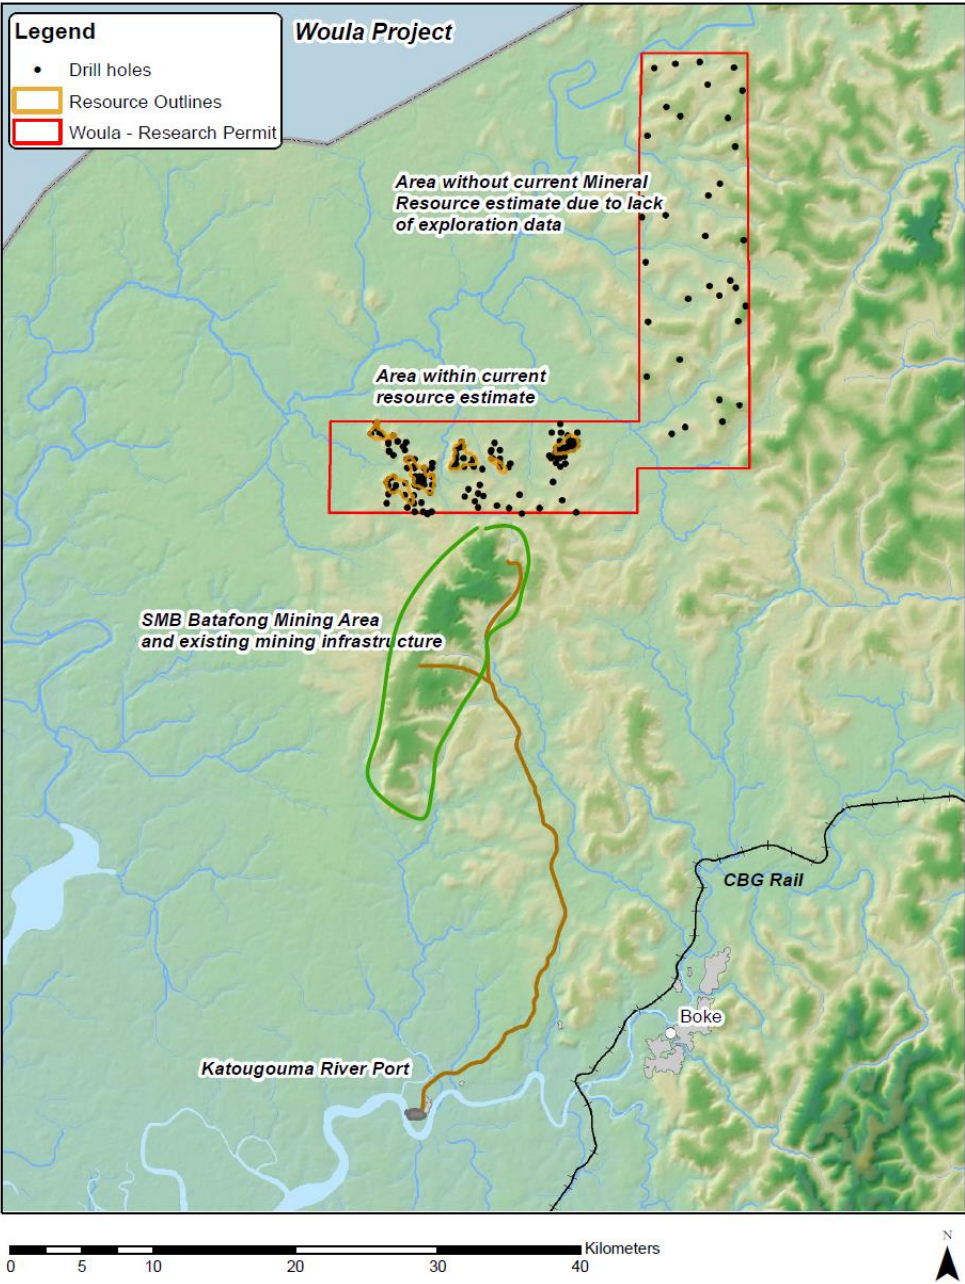 Legend
Drill holes
Resource Outlines
Woula - Research Permit
Woula Project
Area without current Mineral
Resource estimate due to lack
of exploration data
Area within current
resource estimate
SMB Batafong Mining Area
and existing mining infrastructure
CBG Rail
Boke
Katougouma River Port
Kilometers
0 5 10 20 30 40
N